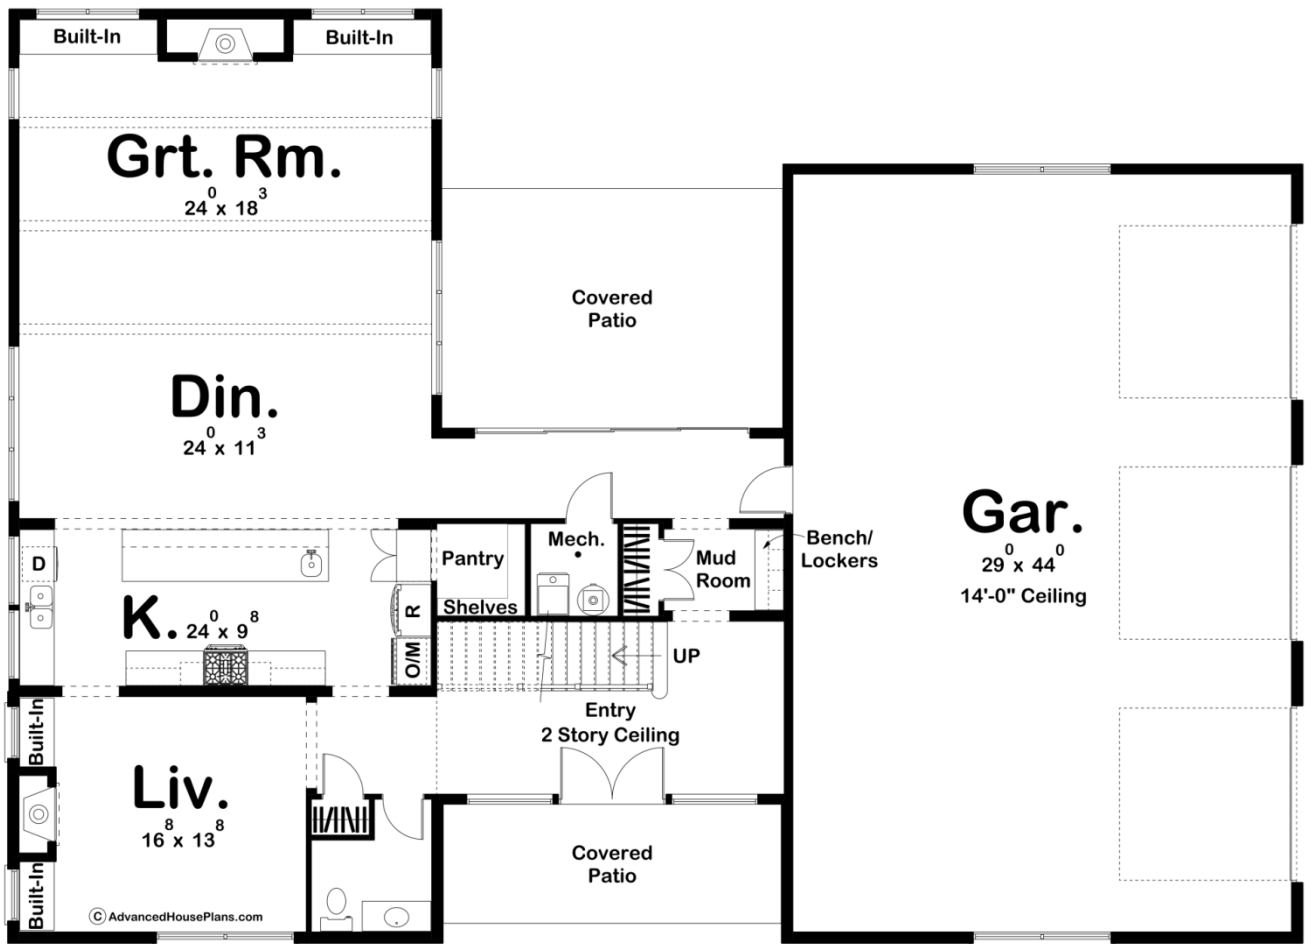 Built-In
Built-In
Grt. Rm.
24⁰ x 18³
Covered
Patio
Din.
24⁰ x 11³
Gar.
29⁰ x 44⁰
14'-0" Ceiling
Bench/
Lockers
D
Pantry
Shelves
Mech.
Mud
Room
K. 24⁰ x 9⁸
R
O/M
UP
Entry
2 Story Ceiling
Built-In
Liv.
16⁸ x 13⁸
Built-In
Covered
Patio
© AdvancedHousePlans.com